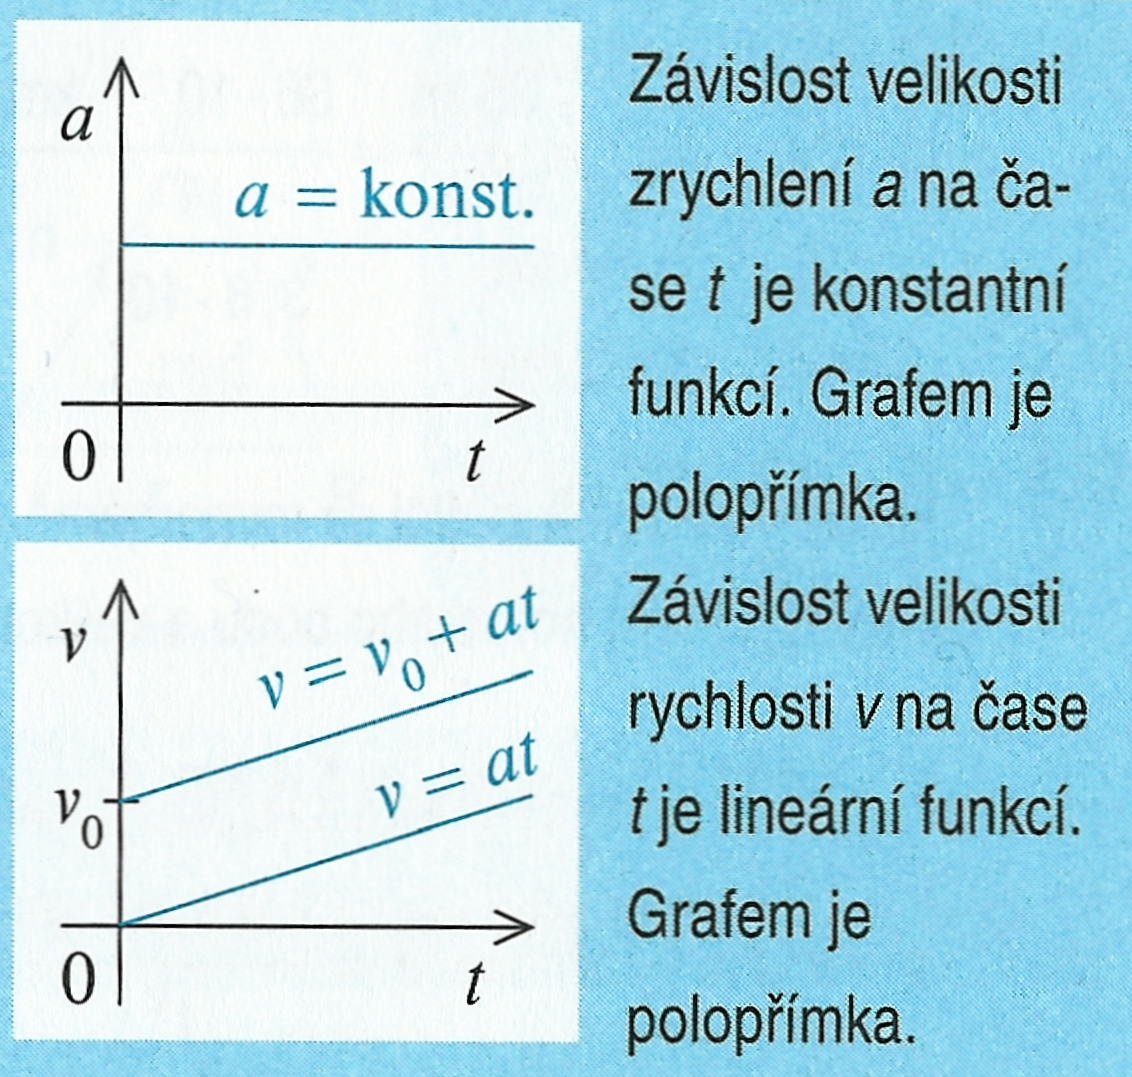 a
a = konst.
0
t
Závislost velikosti
zrychlení a na ča-
se t je konstantní
funkcí. Grafem je
polopřímka.
v
v = v₀ + at
v = at
v₀
0
t
Závislost velikosti
rychlosti v na čase
t je lineární funkcí.
Grafem je
polopřímka.